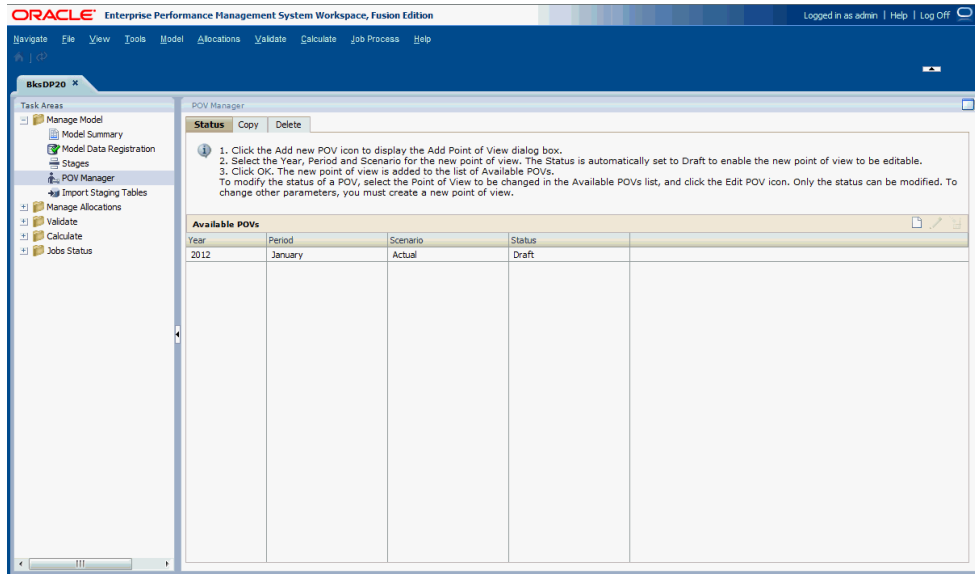 ORACLE Enterprise Performance Management System Workspace, Fusion Edition
Logged in as admin | Help | Log Off
Navigate File View Tools Model Allocations Validate Calculate Job Process Help
BksDP20 ×
Task Areas
Manage Model
Model Summary
Model Data Registration
Stages
POV Manager
Import Staging Tables
Manage Allocations
Validate
Calculate
Jobs Status
POV Manager
Status Copy Delete
1. Click the Add new POV icon to display the Add Point of View dialog box.
2. Select the Year, Period and Scenario for the new point of view. The Status is automatically set to Draft to enable the new point of view to be editable.
3. Click OK. The new point of view is added to the list of Available POVs.
To modify the status of a POV, select the Point of View to be changed in the Available POVs list, and click the Edit POV icon. Only the status can be modified. To
change other parameters, you must create a new point of view.
Available POVs
Year Period Scenario Status
2012 January Actual Draft